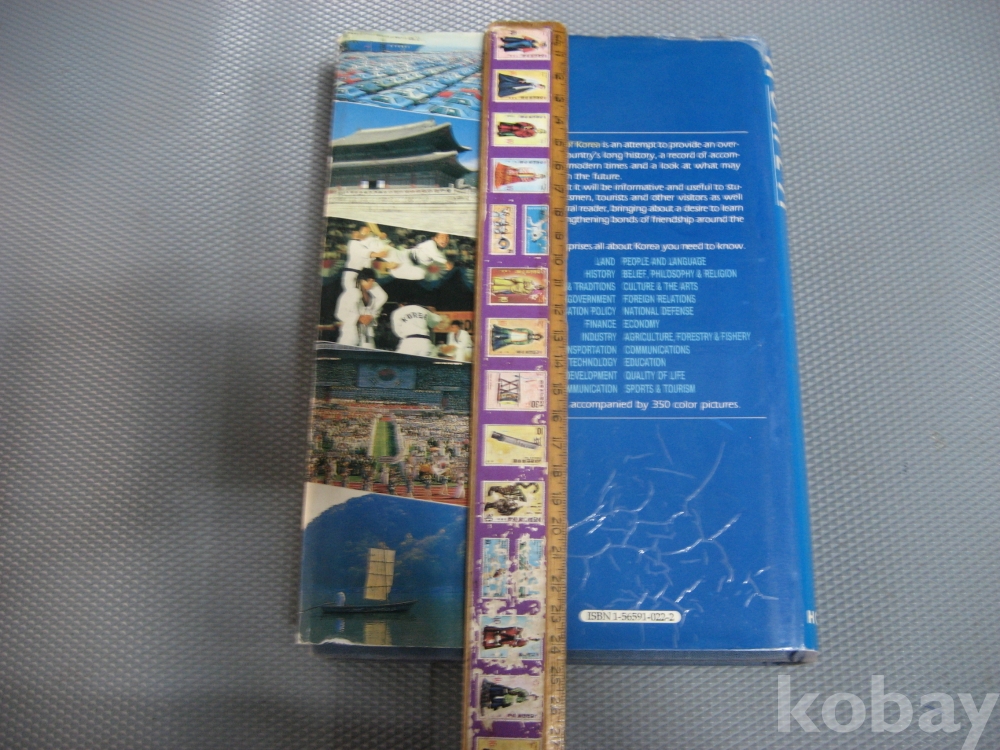 of Korea is an attempt to provide an over-
ountry's long history, a record of accom-
modern times and a look at what may
n the future.
t it will be informative and useful to stu-
smen, tourists and other visitors as well
ral reader, bringing about a desire to learn
ngthening bonds of friendship around the
prises all about Korea you need to know.
LAND PEOPLE AND LANGUAGE
HISTORY BELIEF, PHILOSOPHY & RELIGION
& TRADITIONS CULTURE & THE ARTS
GOVERNMENT FOREIGN RELATIONS
ATION POLICY NATIONAL DEFENSE
FINANCE ECONOMY
INDUSTRY AGRICULTURE, FORESTRY & FISHERY
NSPORTATION COMMUNICATIONS
TECHNOLOGY EDUCATION
DEVELOPMENT QUALITY OF LIFE
MMUNICATION SPORTS & TOURISM
accompanied by 350 color pictures.
ISBN 1-56591-022-2
KOREA
kobay